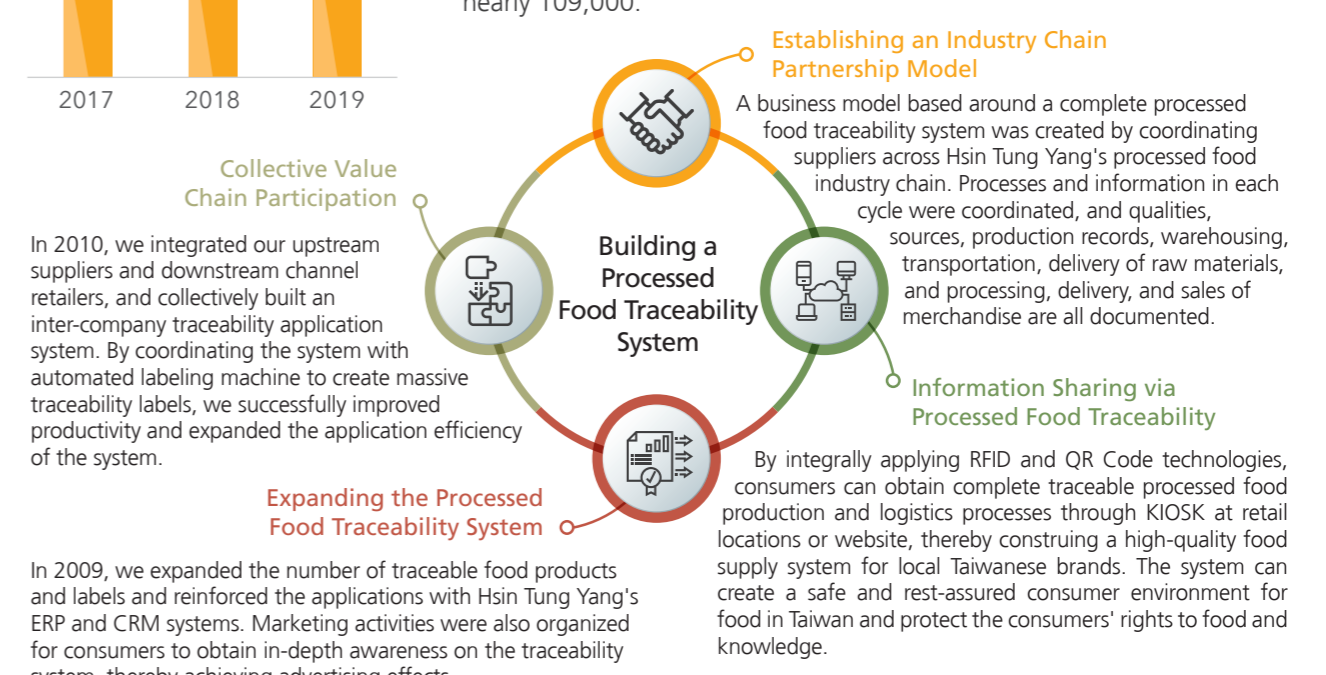 nearly 109,000.
2017
2018
2019
Establishing an Industry Chain
Partnership Model
A business model based around a complete processed
food traceability system was created by coordinating
suppliers across Hsin Tung Yang's processed food
industry chain. Processes and information in each
cycle were coordinated, and qualities,
sources, production records, warehousing,
transportation, delivery of raw materials,
and processing, delivery, and sales of
merchandise are all documented.
Collective Value
Chain Participation
In 2010, we integrated our upstream
suppliers and downstream channel
retailers, and collectively built an
inter-company traceability application
system. By coordinating the system with
automated labeling machine to create massive
traceability labels, we successfully improved
productivity and expanded the application efficiency
of the system.
Building a
Processed
Food Traceability
System
Information Sharing via
Processed Food Traceability
By integrally applying RFID and QR Code technologies,
consumers can obtain complete traceable processed food
production and logistics processes through KIOSK at retail
locations or website, thereby construing a high-quality food
supply system for local Taiwanese brands. The system can
create a safe and rest-assured consumer environment for
food in Taiwan and protect the consumers' rights to food and
knowledge.
Expanding the Processed
Food Traceability System
In 2009, we expanded the number of traceable food products
and labels and reinforced the applications with Hsin Tung Yang's
ERP and CRM systems. Marketing activities were also organized
for consumers to obtain in-depth awareness on the traceability
system, thereby achieving advertising effects.